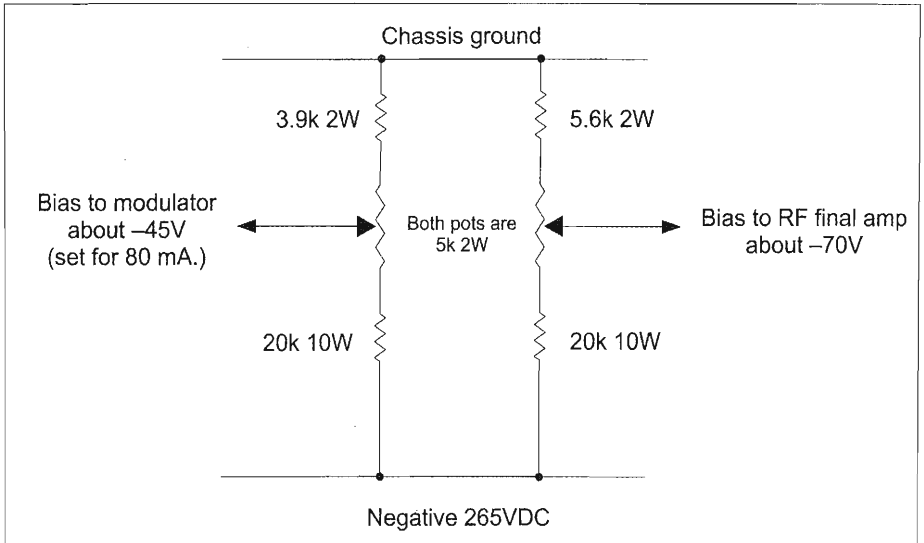 Chassis ground
3.9k 2W
5.6k 2W
Bias to modulator
about –45V
(set for 80 mA.)
Both pots are
5k 2W
Bias to RF final amp
about –70V
20k 10W
20k 10W
Negative 265VDC